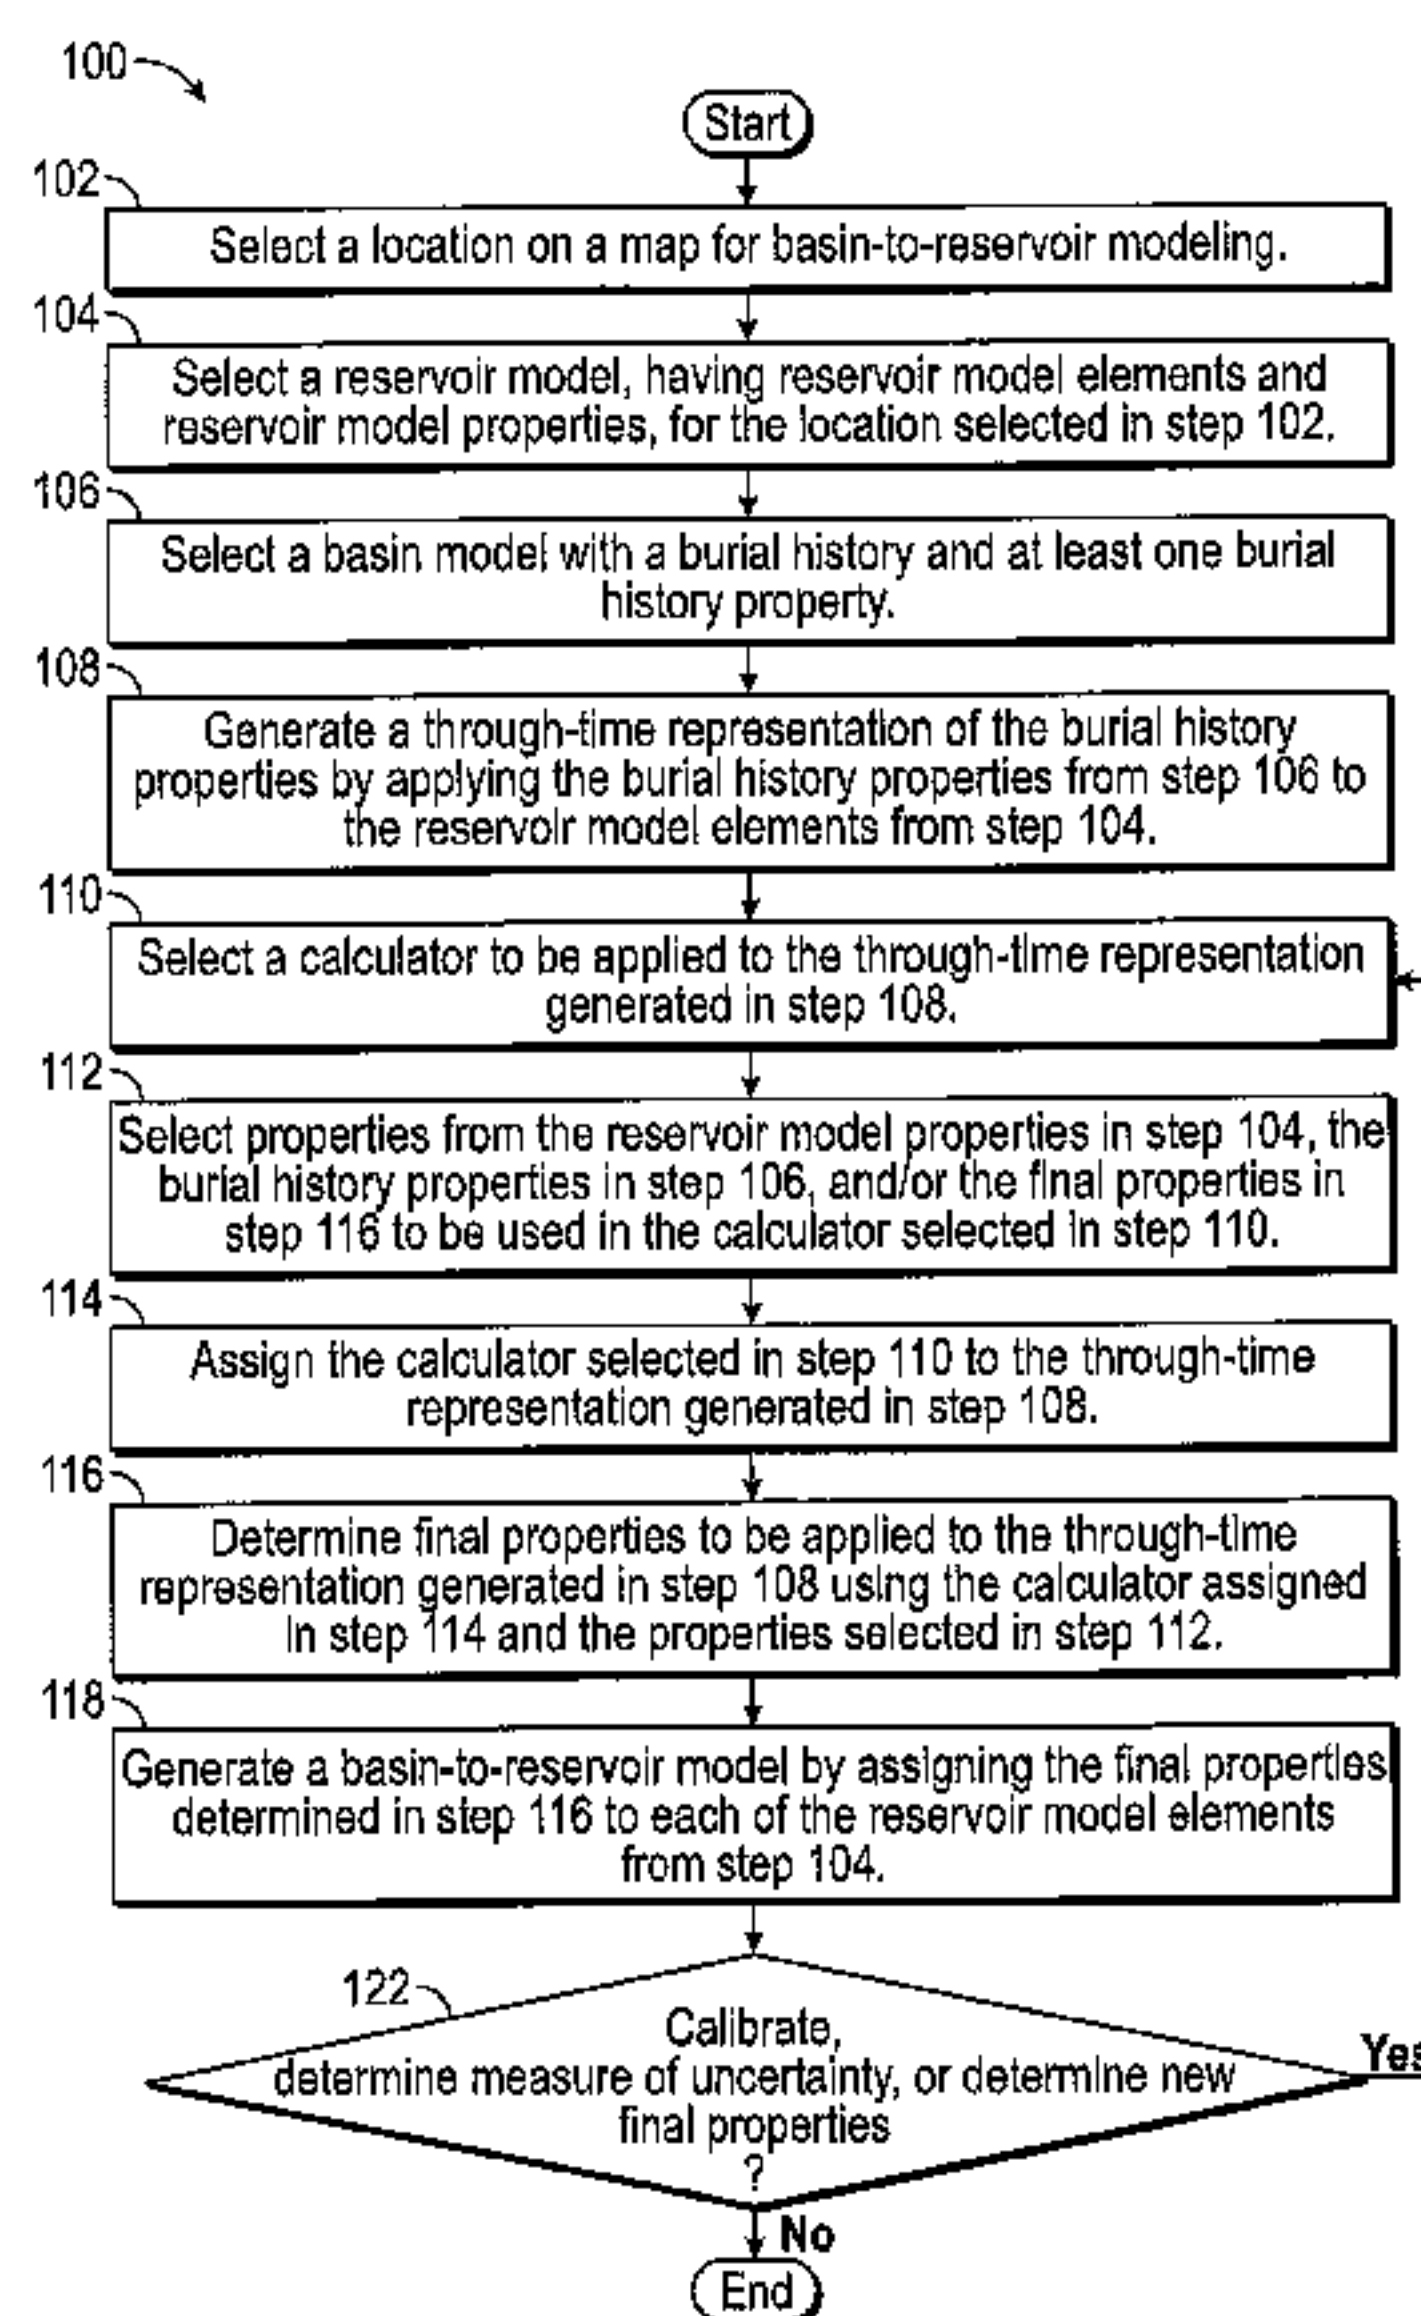 100
Start
102
Select a location on a map for basin-to-reservoir modeling.
104
Select a reservoir model, having reservoir model elements and
reservoir model properties, for the location selected in step 102.
106
Select a basin model with a burial history and at least one burial
history property.
108
Generate a through-time representation of the burial history
properties by applying the burial history properties from step 106 to
the reservoir model elements from step 104.
110
Select a calculator to be applied to the through-time representation
generated in step 108.
112
Select properties from the reservoir model properties in step 104, the
burial history properties in step 106, and/or the final properties in
step 116 to be used in the calculator selected in step 110.
114
Assign the calculator selected in step 110 to the through-time
representation generated in step 108.
116
Determine final properties to be applied to the through-time
representation generated in step 108 using the calculator assigned
in step 114 and the properties selected in step 112.
118
Generate a basin-to-reservoir model by assigning the final properties
determined in step 116 to each of the reservoir model elements
from step 104.
122
Calibrate,
determine measure of uncertainty, or determine new
final properties
?
Yes
No
End